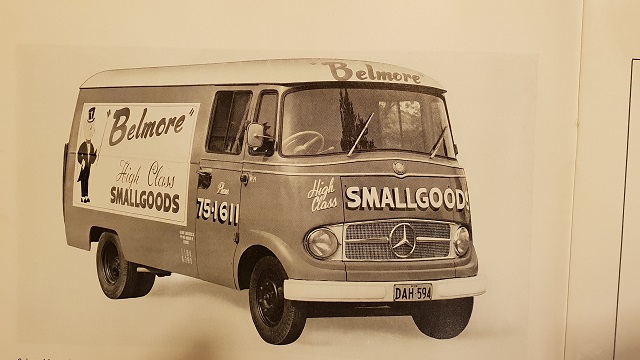 "Belmore"
"Belmore"
High Class
SMALLGOODS
Phone
75-1611
High
Class
SMALLGOODS
DAH-594